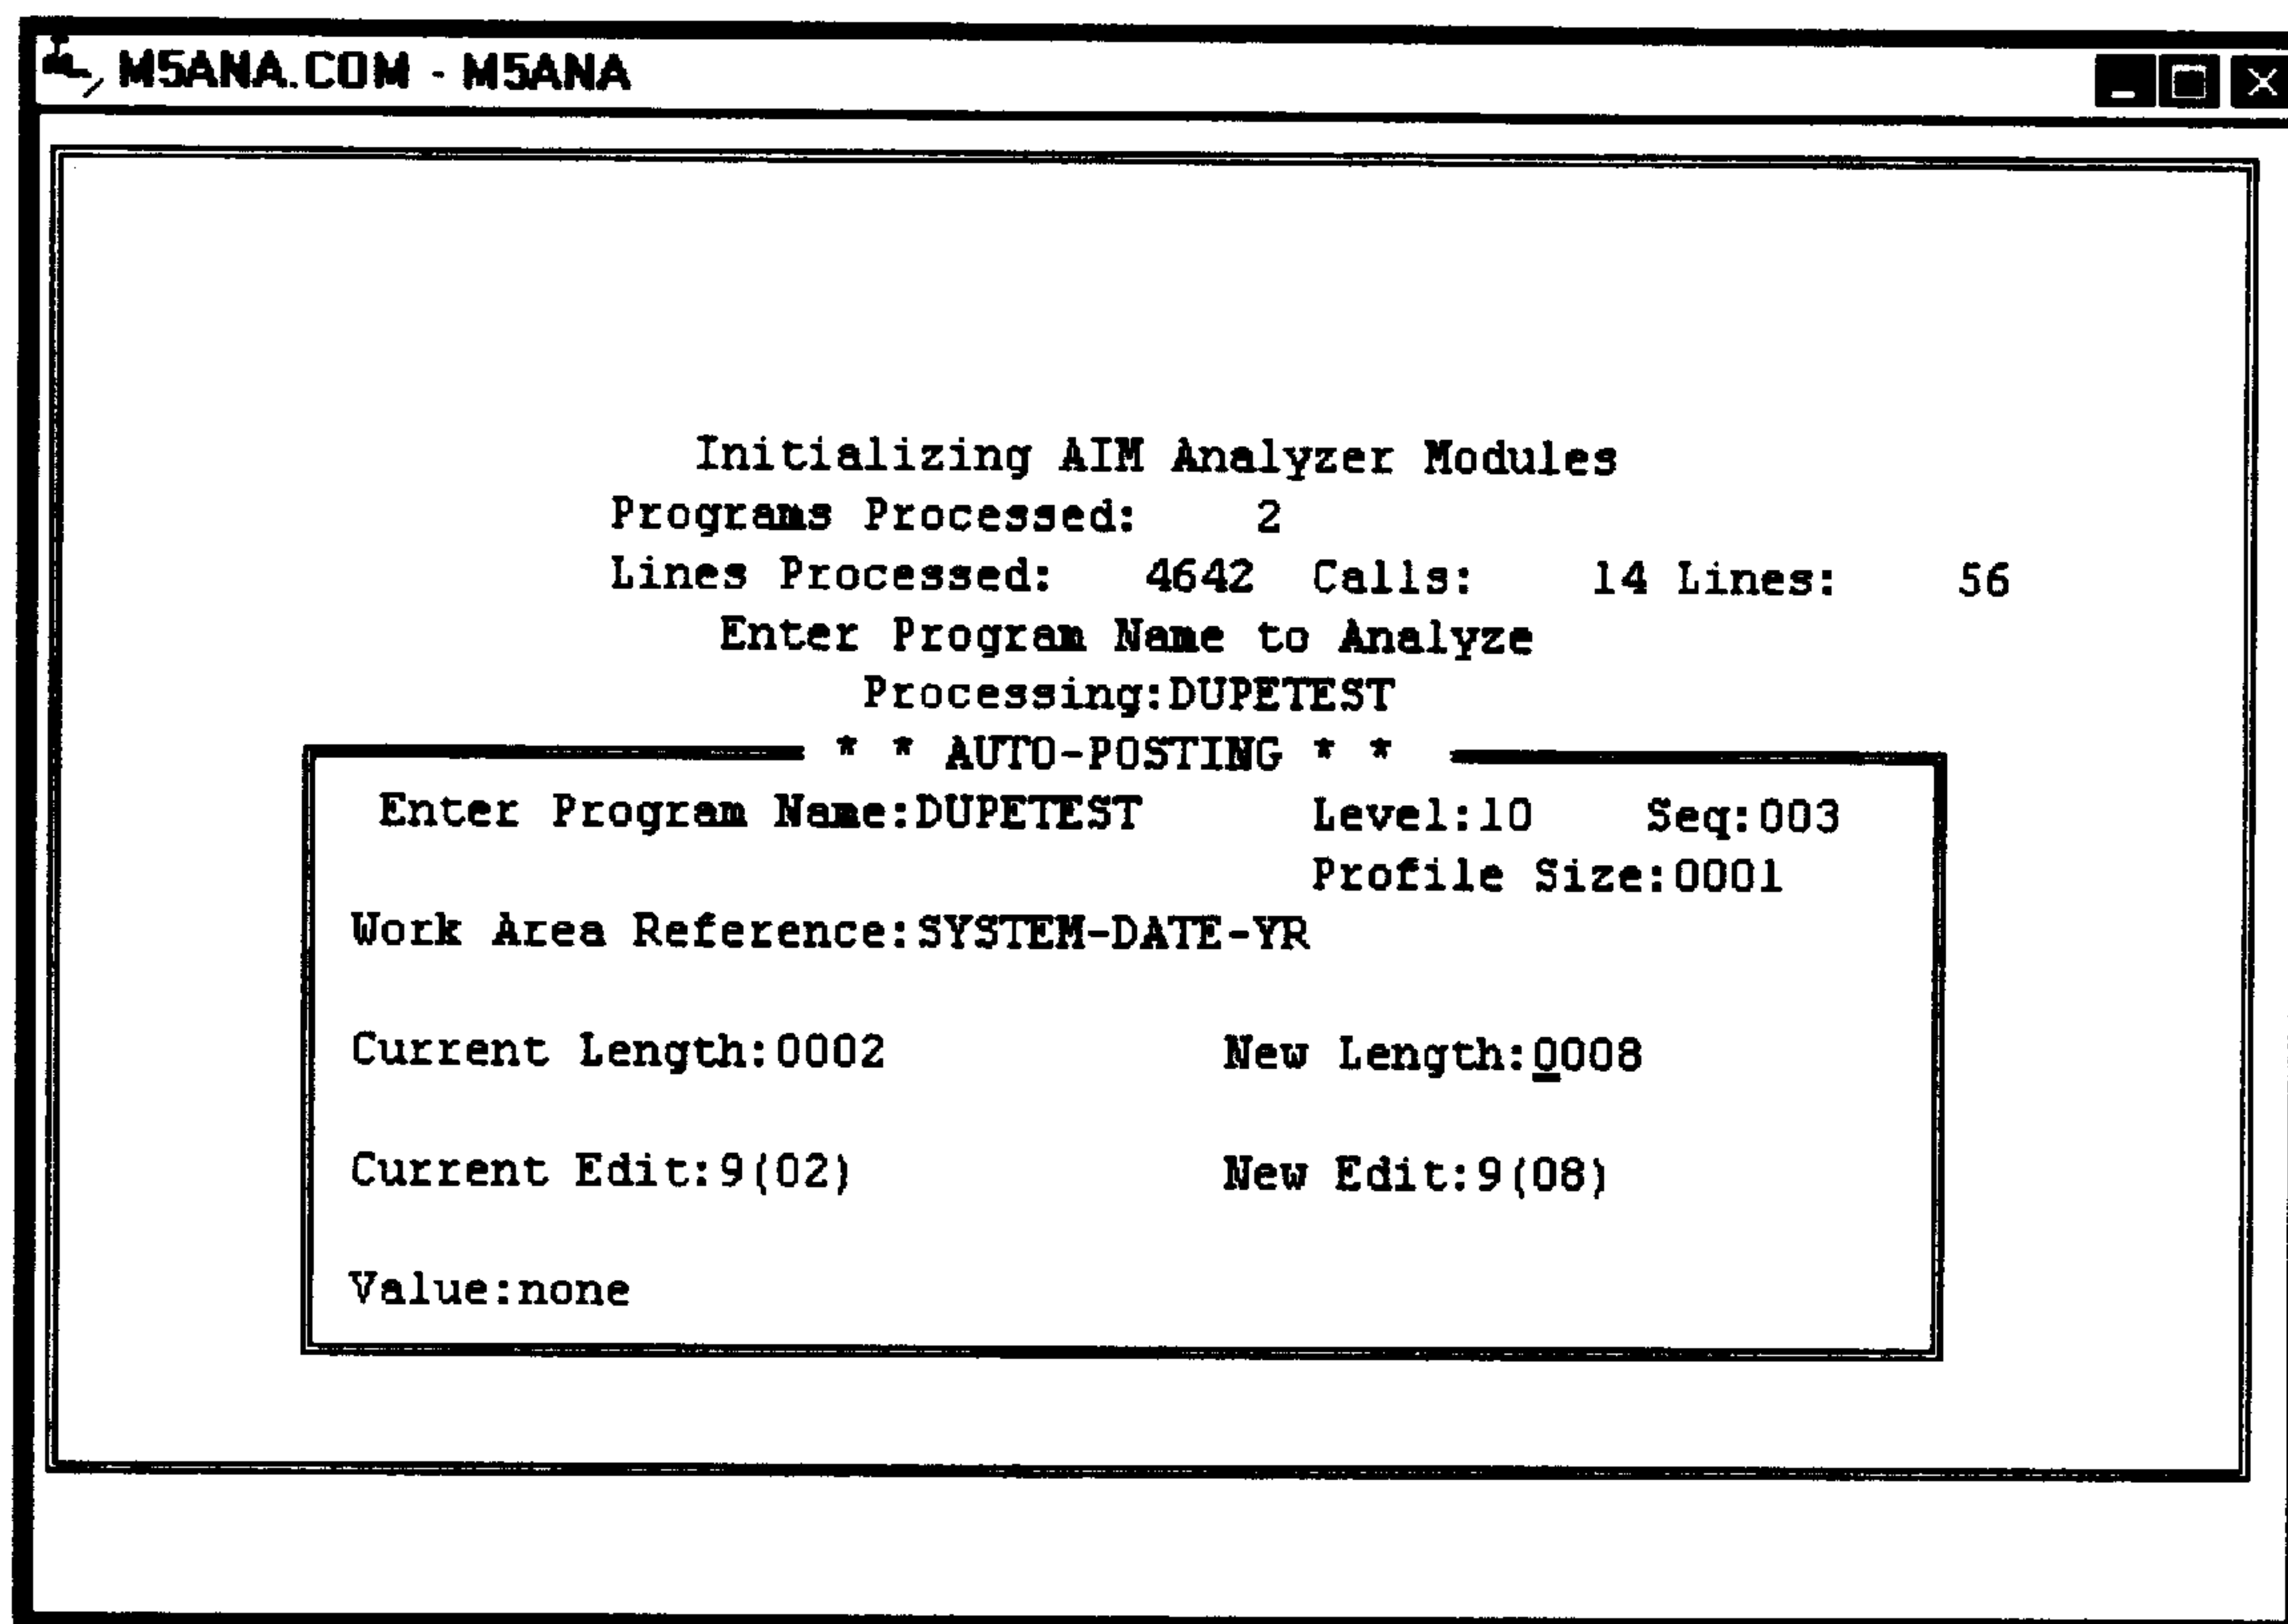 M5ANA.COM - M5ANA
Initializing AIM Analyzer Modules
Programs Processed: 2
Lines Processed: 4642 Calls: 14 Lines: 56
Enter Program Name to Analyze
Processing:DUPETEST
* * AUTO-POSTING * *
Enter Program Name:DUPETEST Level:10 Seq:003
Profile Size:0001
Work Area Reference:SYSTEM-DATE-YR
Current Length:0002 New Length:0008
Current Edit:9(02) New Edit:9(08)
Value:none